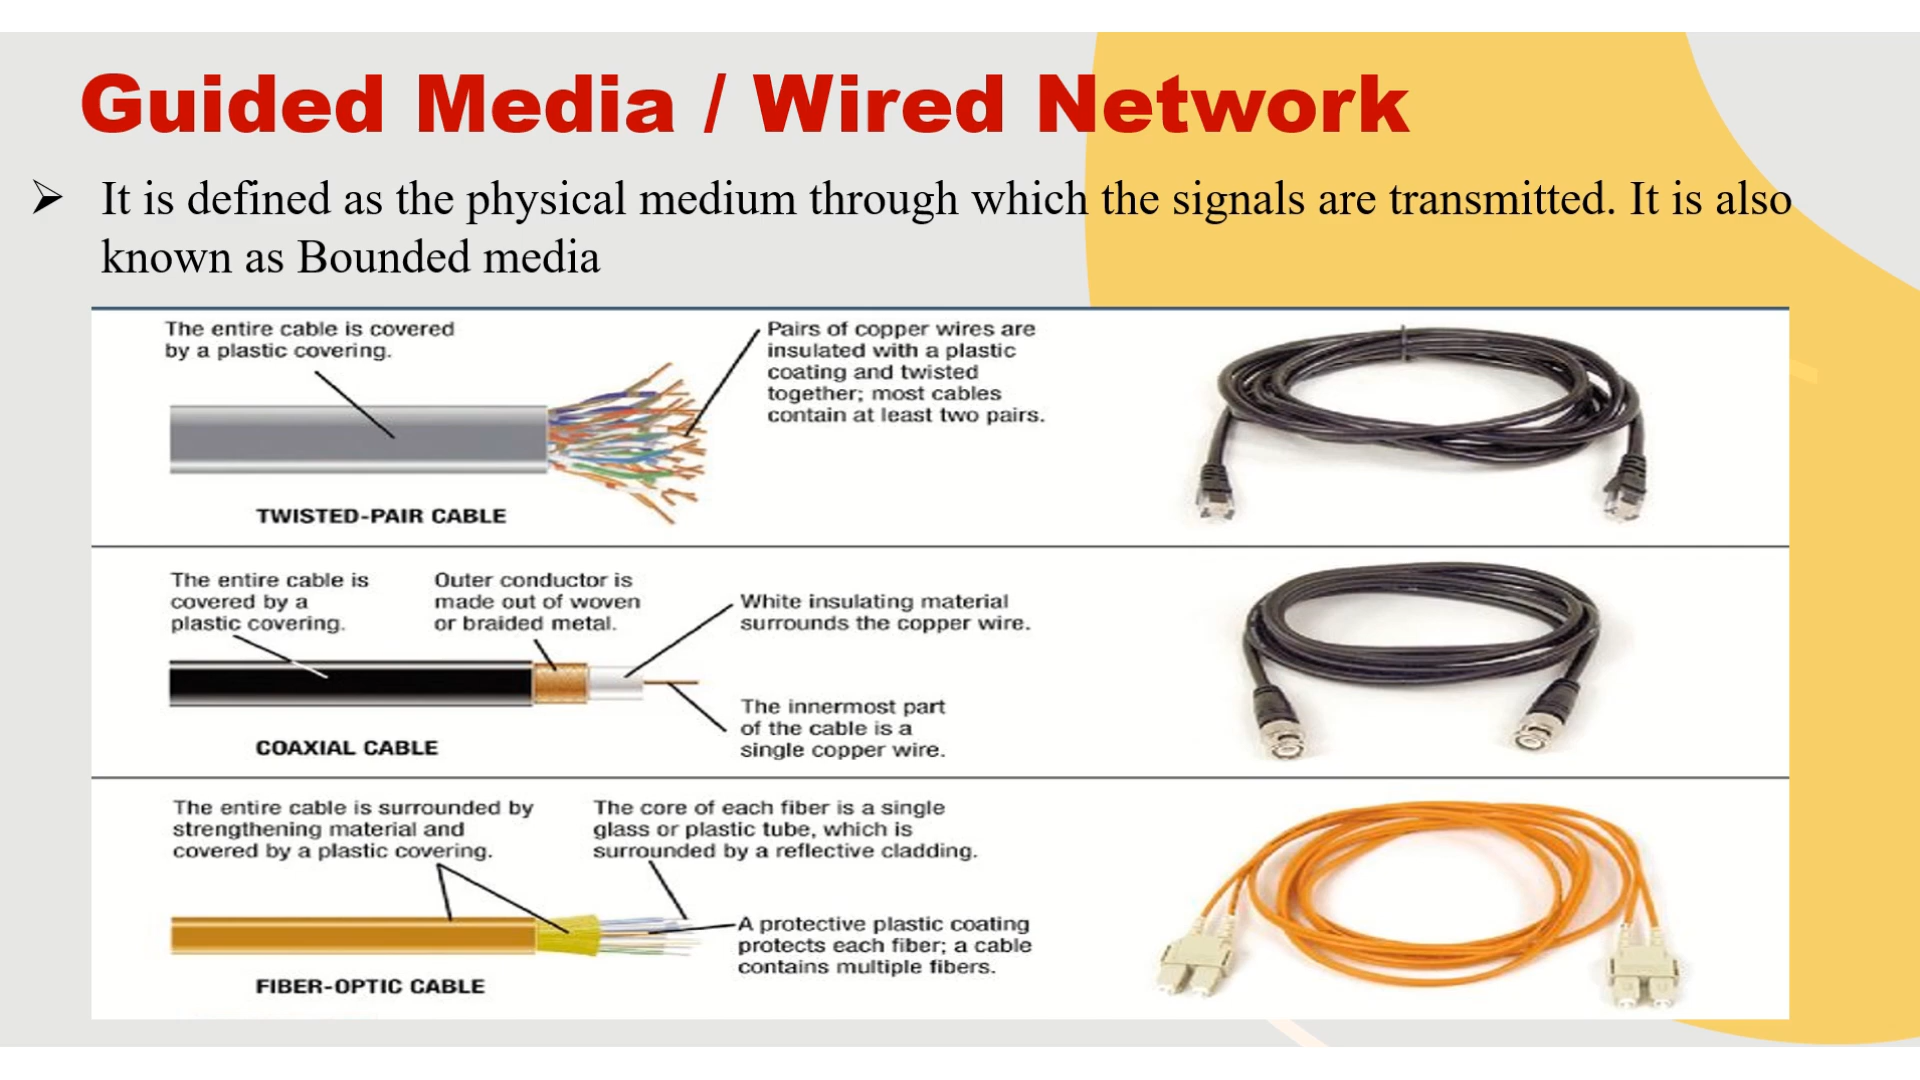 Guided Media / Wired Network
➢ It is defined as the physical medium through which the signals are transmitted. It is also
known as Bounded media
The entire cable is covered
by a plastic covering.
Pairs of copper wires are
insulated with a plastic
coating and twisted
together; most cables
contain at least two pairs.
TWISTED-PAIR CABLE
The entire cable is
covered by a
plastic covering.
Outer conductor is
made out of woven
or braided metal.
White insulating material
surrounds the copper wire.
The innermost part
of the cable is a
single copper wire.
COAXIAL CABLE
The entire cable is surrounded by
strengthening material and
covered by a plastic covering.
The core of each fiber is a single
glass or plastic tube, which is
surrounded by a reflective cladding.
A protective plastic coating
protects each fiber; a cable
contains multiple fibers.
FIBER-OPTIC CABLE